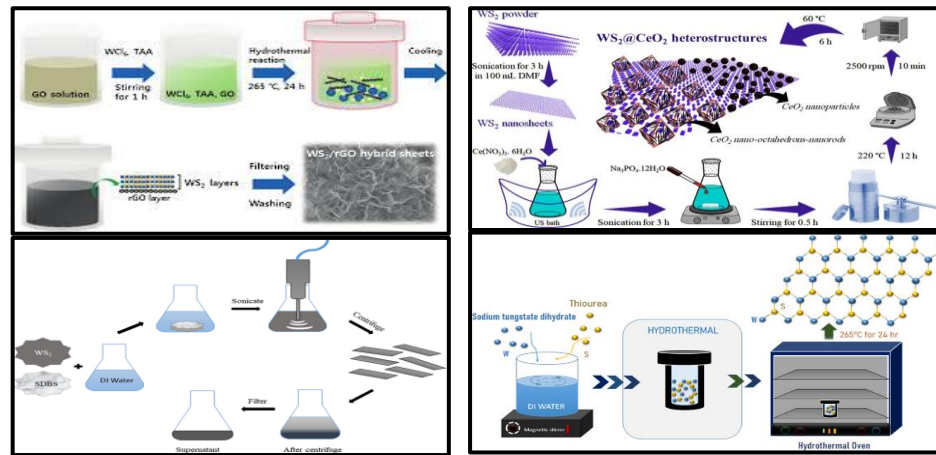 WCl₆, TAA
Stirring
for 1 h
Hydrothermal
reaction
265 °C, 24 h
Cooling
GO solution
WCl₆, TAA, GO
WS₂ layers
rGO layer
Filtering
Washing
WS₂/rGO hybrid sheets
WS₂ powder
Sonication for 3 h
in 100 mL DMF
WS₂ nanosheets
WS₂@CeO₂ heterostructures
60 °C
6 h
2500 rpm
10 min
CeO₂ nanoparticles
CeO₂ nano-octahedrons-nanorods
220 °C
12 h
Ce(NO₃)₃. 6H₂O
Na₃PO₄.12H₂O
US bath
Sonication for 3 h
Stirring for 0.5 h
WS₂
SDBS
+
DI Water
Sonicate
Centrifuge
After centrifuge
Filter
Supernatant
Thiourea
Sodium tungstate dihydrate
W
S
DI WATER
Magnetic stirrer
HYDROTHERMAL
S
W
265°C for 24 hr
Hydrothermal Oven